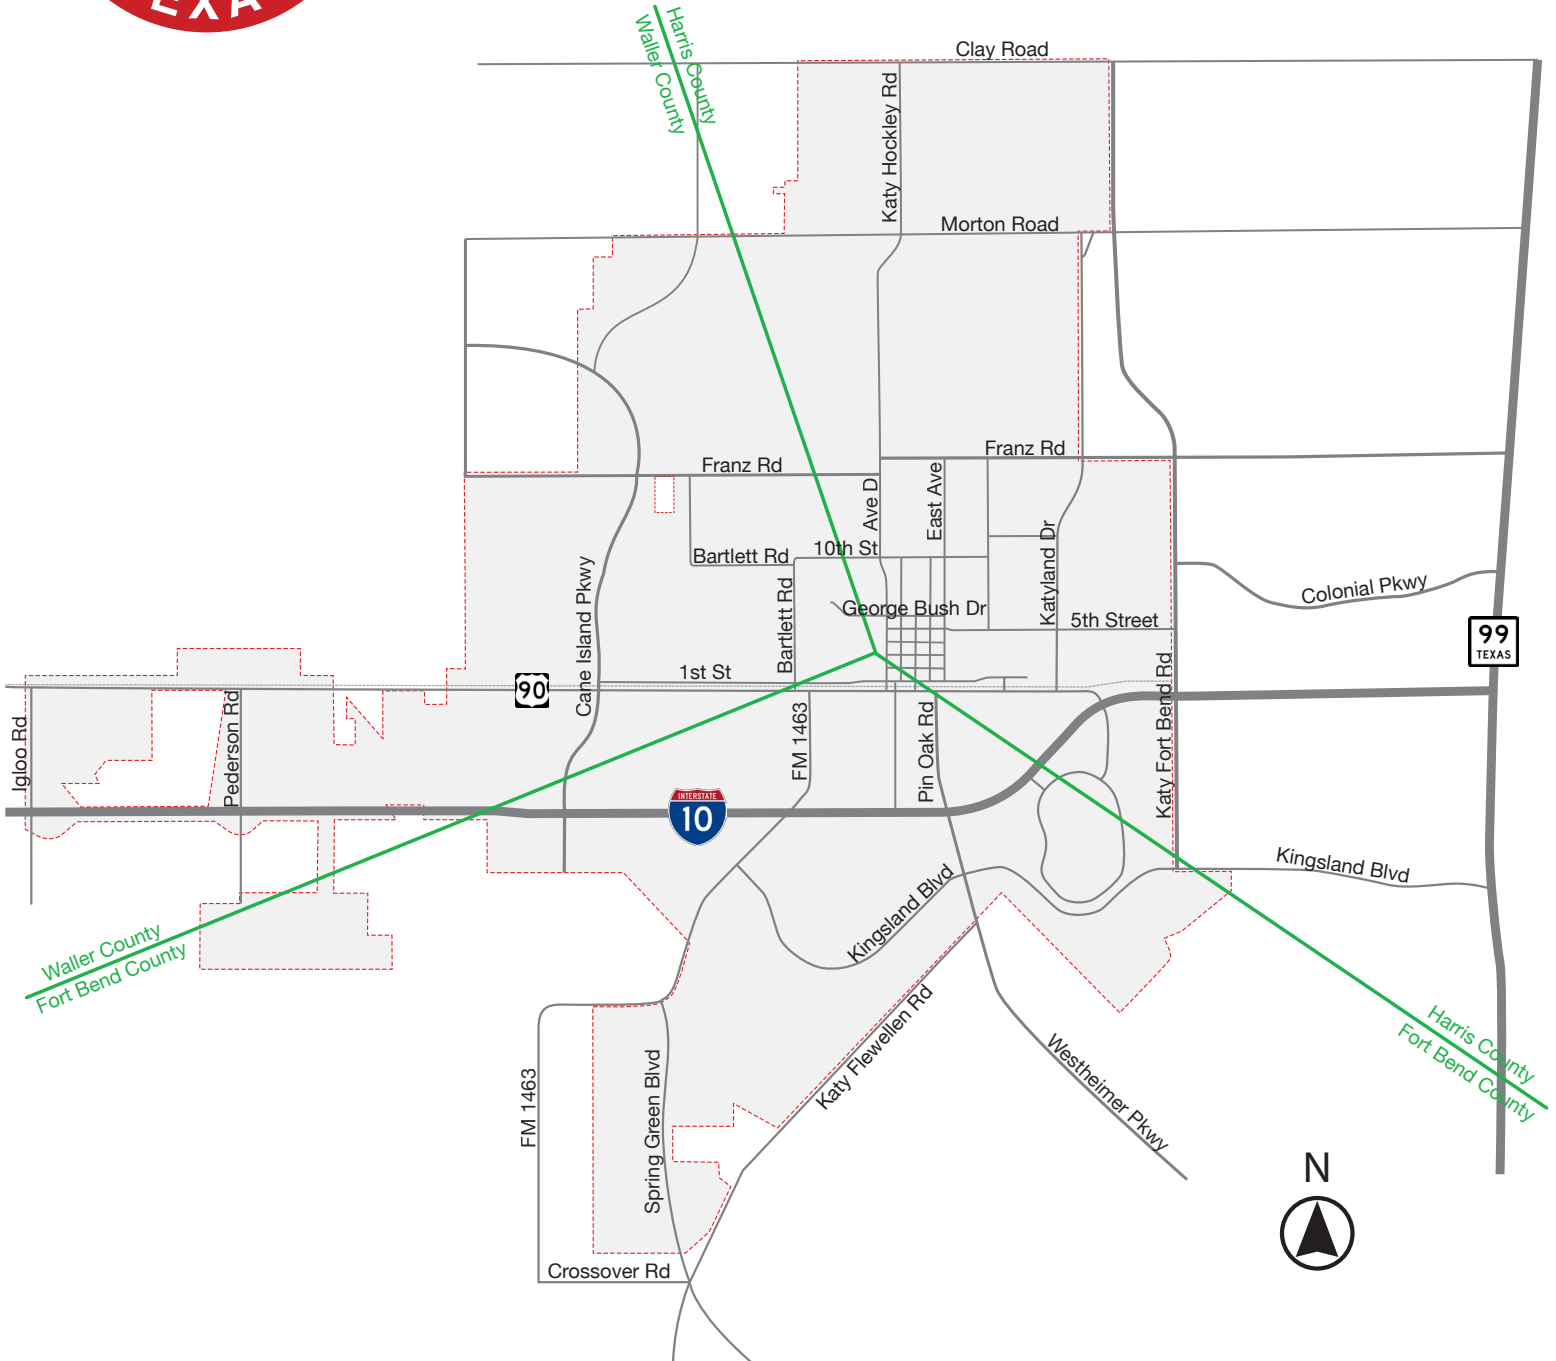 EXA
Harris County
Waller County
Clay Road
Katy Hockley Rd
Morton Road
Franz Rd
Franz Rd
Ave D
East Ave
Bartlett Rd
10th St
Katyland Dr
Bartlett Rd
George Bush Dr
5th Street
Colonial Pkwy
Cane Island Pkwy
99
TEXAS
1st St
90
Igloo Rd
Pederson Rd
FM 1463
Pin Oak Rd
Katy Fort Bend Rd
INTERSTATE
10
Kingsland Blvd
Kingsland Blvd
Waller County
Fort Bend County
Katy Flewellen Rd
Westheimer Pkwy
Harris County
Fort Bend County
FM 1463
Spring Green Blvd
N
Crossover Rd